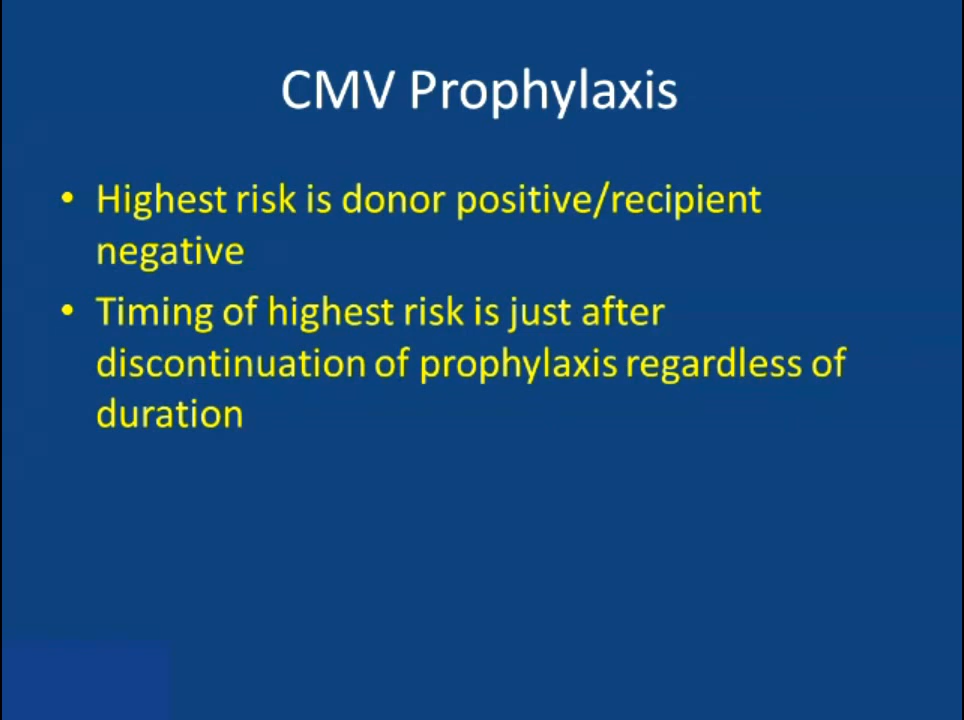 CMV Prophylaxis
• Highest risk is donor positive/recipient
negative
• Timing of highest risk is just after
discontinuation of prophylaxis regardless of
duration